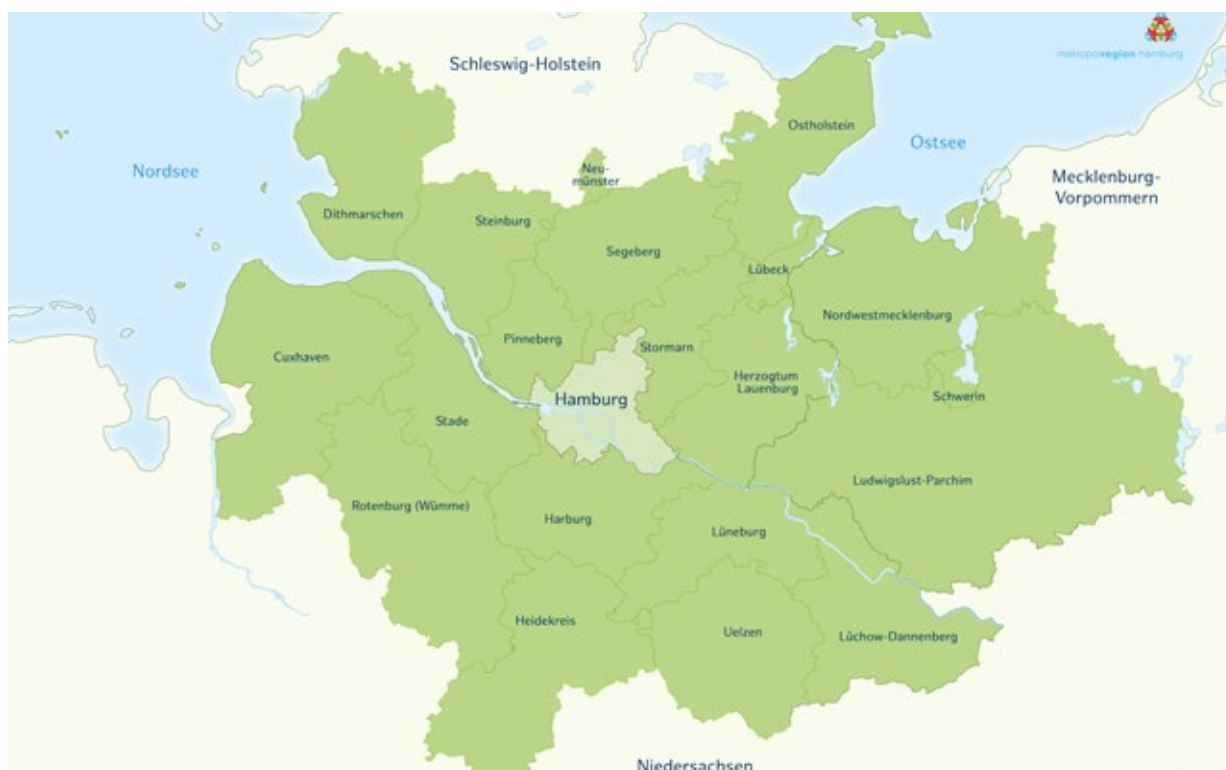 metropolregion hamburg
Schleswig-Holstein
Ostholstein
Ostsee
Nordsee
Neu-
münster
Mecklenburg-
Vorpommern
Dithmarschen
Steinburg
Segeberg
Lübeck
Nordwestmecklenburg
Pinneberg
Stormarn
Cuxhaven
Herzogtum
Lauenburg
Hamburg
Schwerin
Stade
Ludwigslust-Parchim
Rotenburg (Wümme)
Harburg
Lüneburg
Heidekreis
Uelzen
Lüchow-Dannenberg
Niedersachsen